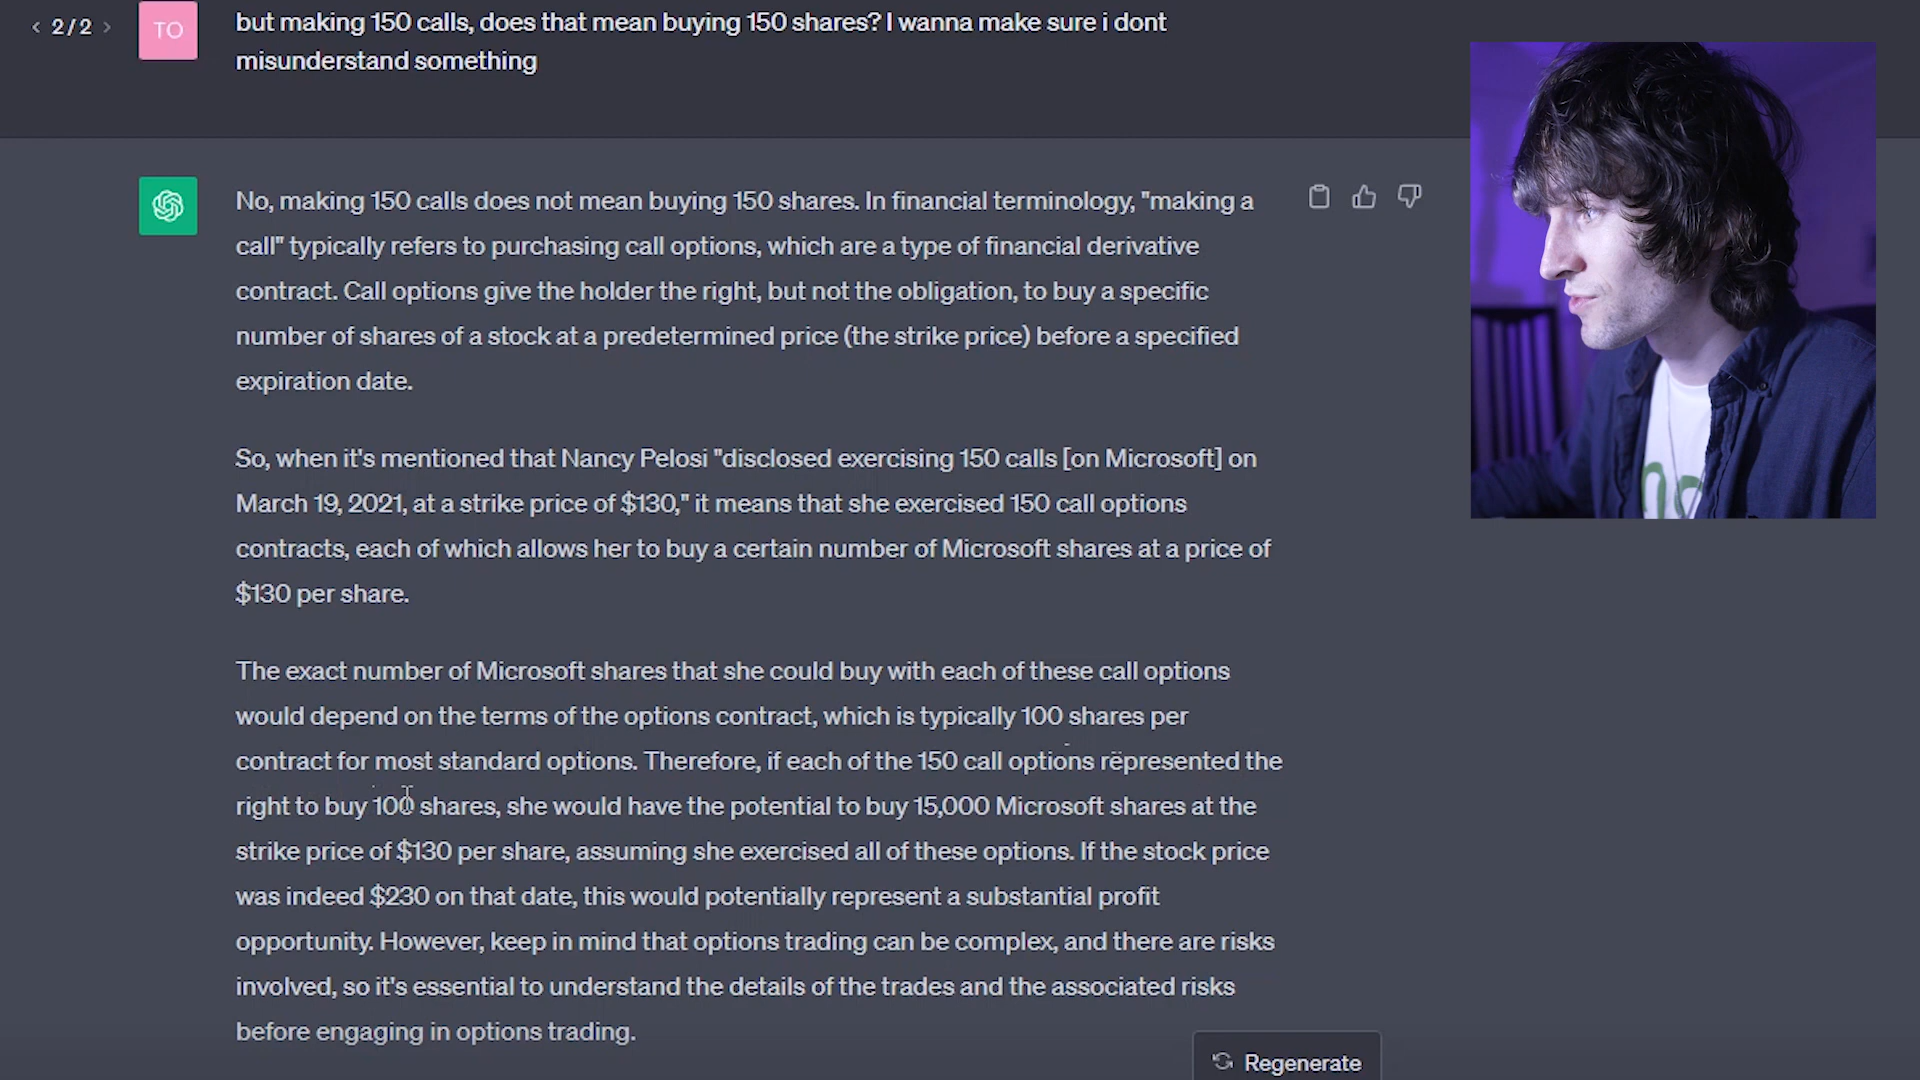 2 / 2
TO
but making 150 calls, does that mean buying 150 shares? I wanna make sure i dont
misunderstand something
No, making 150 calls does not mean buying 150 shares. In financial terminology, "making a
call" typically refers to purchasing call options, which are a type of financial derivative
contract. Call options give the holder the right, but not the obligation, to buy a specific
number of shares of a stock at a predetermined price (the strike price) before a specified
expiration date.
So, when it's mentioned that Nancy Pelosi "disclosed exercising 150 calls [on Microsoft] on
March 19, 2021, at a strike price of $130," it means that she exercised 150 call options
contracts, each of which allows her to buy a certain number of Microsoft shares at a price of
$130 per share.
The exact number of Microsoft shares that she could buy with each of these call options
would depend on the terms of the options contract, which is typically 100 shares per
contract for most standard options. Therefore, if each of the 150 call options represented the
right to buy 100 shares, she would have the potential to buy 15,000 Microsoft shares at the
strike price of $130 per share, assuming she exercised all of these options. If the stock price
was indeed $230 on that date, this would potentially represent a substantial profit
opportunity. However, keep in mind that options trading can be complex, and there are risks
involved, so it's essential to understand the details of the trades and the associated risks
before engaging in options trading.
Regenerate